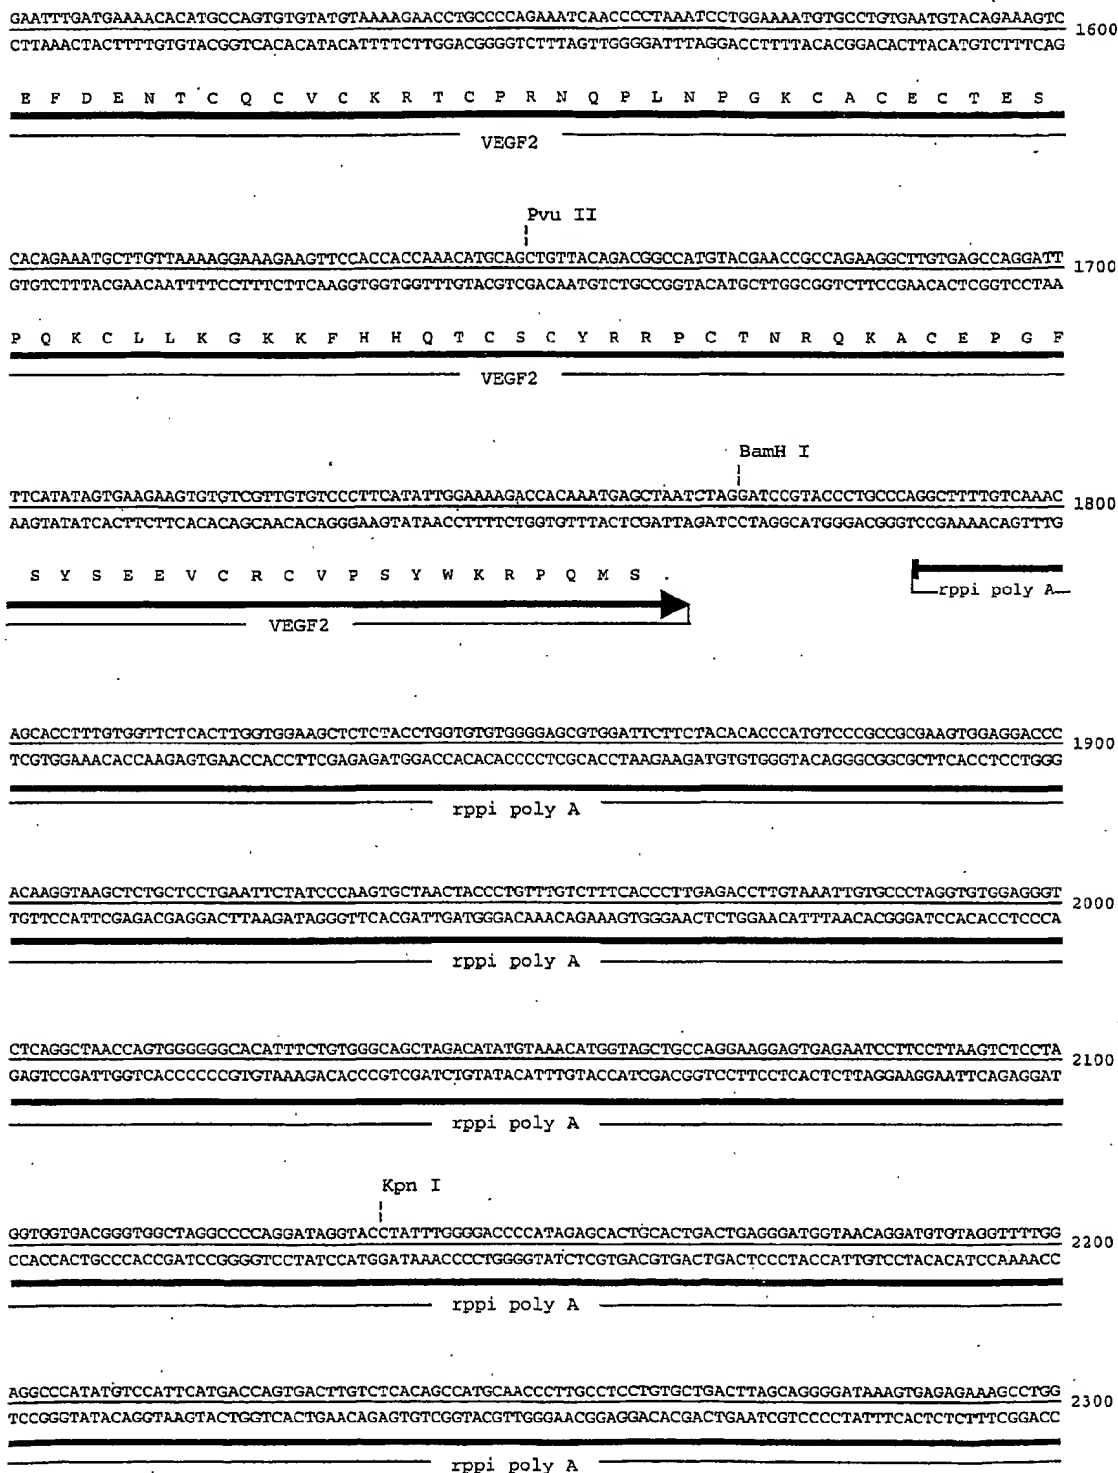 GAATTTGATGAAAACACATGCCAGTGTGTATGTAAAAGAACCTGCCCCAGAAATCAACCCCTAAATCCTGGAAAATGTGCCTGTGAATGTACAGAAAGTC 1600
CTTAAACTACTTTTGTGTACGGTCACACATACATTTTCTTGGACGGGGTCTTTAGTTGGGGATTTAGGACCTTTTACACGGACACTTACATGTCTTTCAG
E F D E N T C Q C V C K R T C P R N Q P L N P G K C A C E C T E S
VEGF2
Pvu II
CACAGAAATGCTTGTTAAAAGGAAAGAAGTTCCACCACCAAACATGCAGCTGTTACAGACGGCCATGTACGAACCGCCAGAAGGCTTGTGAGCCAGGATT 1700
GTGTCTTTACGAACAATTTTCCTTTCTTCAAGGTGGTGGTTTGTACGTCGACAATGTCTGCCGGTACATGCTTGGCGGTCTTCCGAACACTCGGTCCTAA
P Q K C L L K G K K F H H Q T C S C Y R R P C T N R Q K A C E P G F
VEGF2
BamH I
TTCATATAGTGAAGAAGTGTGTCGTTGTGTCCCTTCATATTGGAAAAGACCACAAATGAGCTAATCTAGGATCCGTACCCTGCCCAGGCTTTTGTCAAAC 1800
AAGTATATCACTTCTTCACACAGCAACACAGGGAAGTATAACCTTTTCTGGTGTTTACTCGATTAGATCCTAGGCATGGGACGGGTCCGAAAACAGTTTG
S Y S E E V C R C V P S Y W K R P Q M S .
rppi poly A
VEGF2
AGCACCTTTGTGGTTCTCACTTGGTGGAAGCTCTCTACCTGGTGTGTGGGGAGCGTGGATTCTTCTACACACCCATGTCCCGCCGCGAAGTGGAGGACCC 1900
TCGTGGAAACACCAAGAGTGAACCACCTTCGAGAGATGGACCACACACCCCTCGCACCTAAGAAGATGTGTGGGTACAGGGCGGCGCTTCACCTCCTGGG
rppi poly A
ACAAGGTAAGCTCTGCTCCTGAATTCTATCCCAAGTGCTAACTACCCTGTTTGTCTTTCACCCTTGAGACCTTGTAAATTGTGCCCTAGGTGTGGAGGGT 2000
TGTTCCATTCGAGACGAGGACTTAAGATAGGGTTCACGATTGATGGGACAAACAGAAAGTGGGAACTCTGGAACATTTAACACGGGATCCACACCTCCCA
rppi poly A
CTCAGGCTAACCAGTGGGGGGCACATTTCTGTGGGCAGCTAGACATATGTAAACATGGTAGCTGCCAGGAAGGAGTGAGAATCCTTCCTTAAGTCTCCTA 2100
GAGTCCGATTGGTCACCCCCCGTGTAAAGACACCCGTCGATCTGTATACATTTGTACCATCGACGGTCCTTCCTCACTCTTAGGAAGGAATTCAGAGGAT
rppi poly A
Kpn I
GGTGGTGACGGGTGGCTAGGCCCCAGGATAGGTACCTATTTGGGGACCCCATAGAGCACTGCACTGACTGAGGGATGGTAACAGGATGTGTAGGTTTTGG 2200
CCACCACTGCCCACCGATCCGGGGTCCTATCCATGGATAAACCCCTGGGGTATCTCGTGACGTGACTGACTCCCTACCATTGTCCTACACATCCAAAACC
rppi poly A
AGGCCCATATGTCCATTCATGACCAGTGACTTGTCTCACAGCCATGCAACCCTTGCCTCCTGTGCTGACTTAGCAGGGGATAAAGTGAGAGAAAGCCTGG 2300
TCCGGGTATACAGGTAAGTACTGGTCACTGAACAGAGTGTCGGTACGTTGGGAACGGAGGACACGACTGAATCGTCCCCTATTTCACTCTCTTTCGGACC
rppi poly A